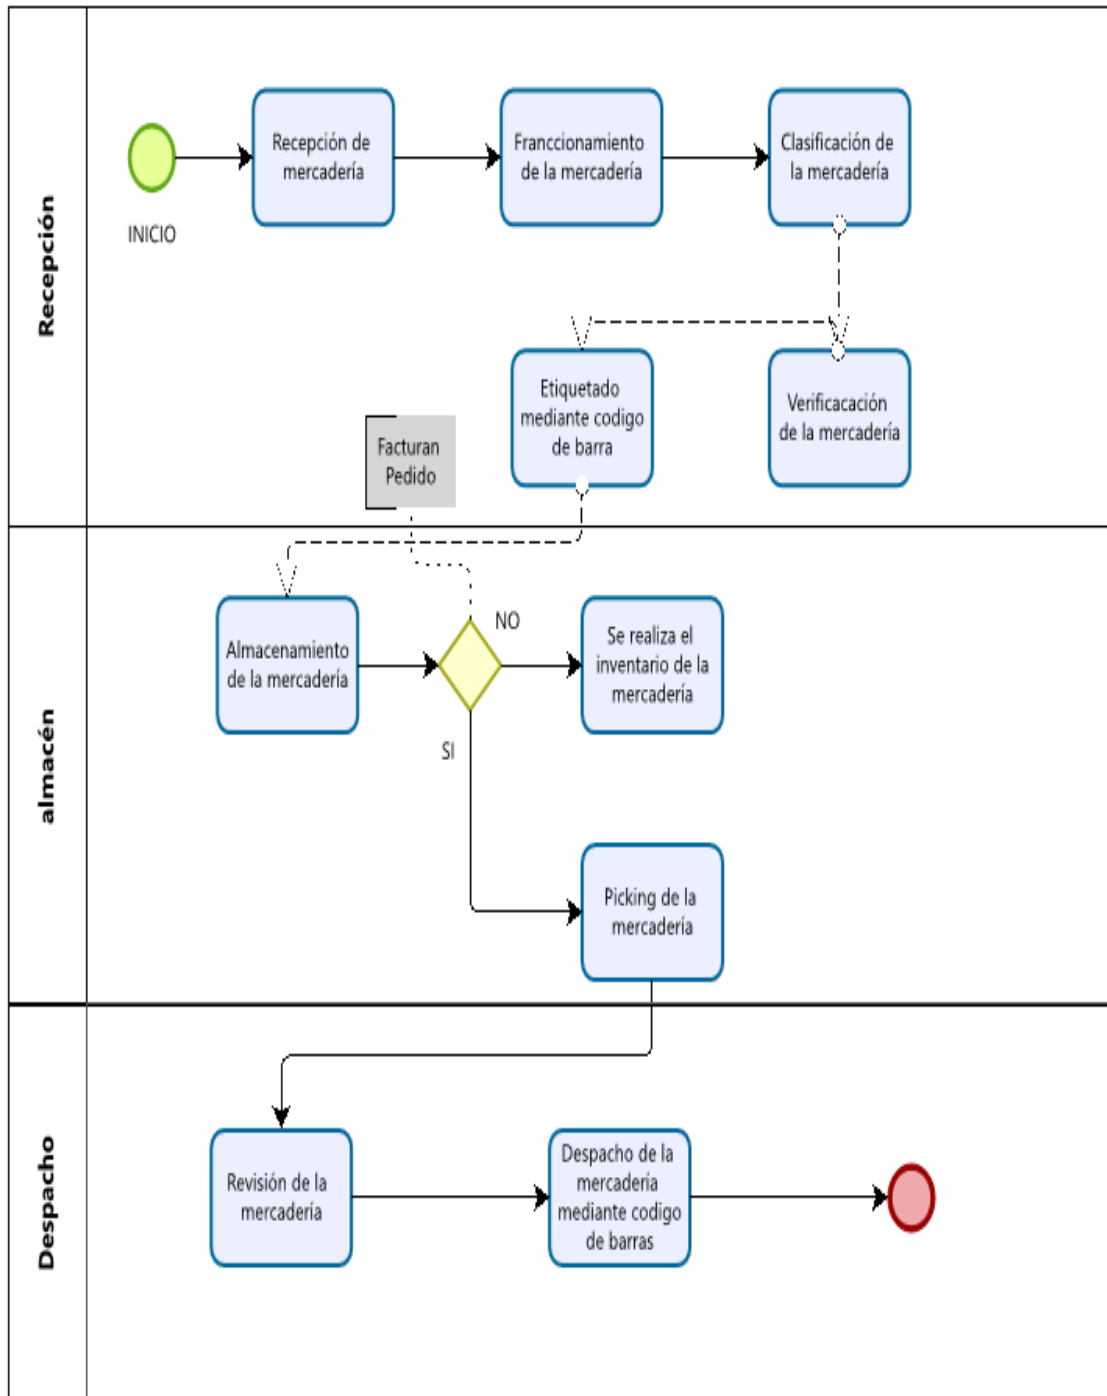 Recepción
Recepción de
mercadería
Franccionamiento
de la mercadería
Clasificación de
la mercadería
INICIO
Etiquetado
mediante codigo
de barra
Verificacación
de la mercadería
Facturan
Pedido
almacén
Almacenamiento
de la mercadería
NO
SI
Se realiza el
inventario de la
mercadería
Picking de la
mercadería
Despacho
Revisión de la
mercadería
Despacho de la
mercadería
mediante codigo
de barras